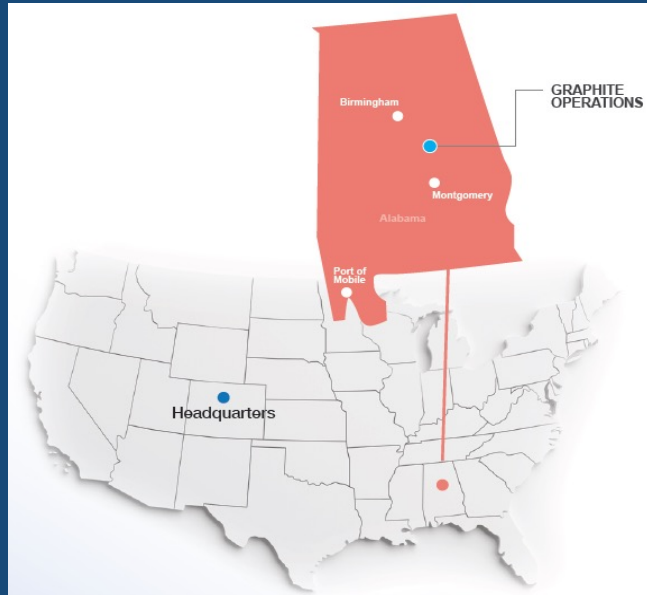 Birmingham
GRAPHITE
OPERATIONS
Montgomery
Alabama
Port of
Mobile
Headquarters